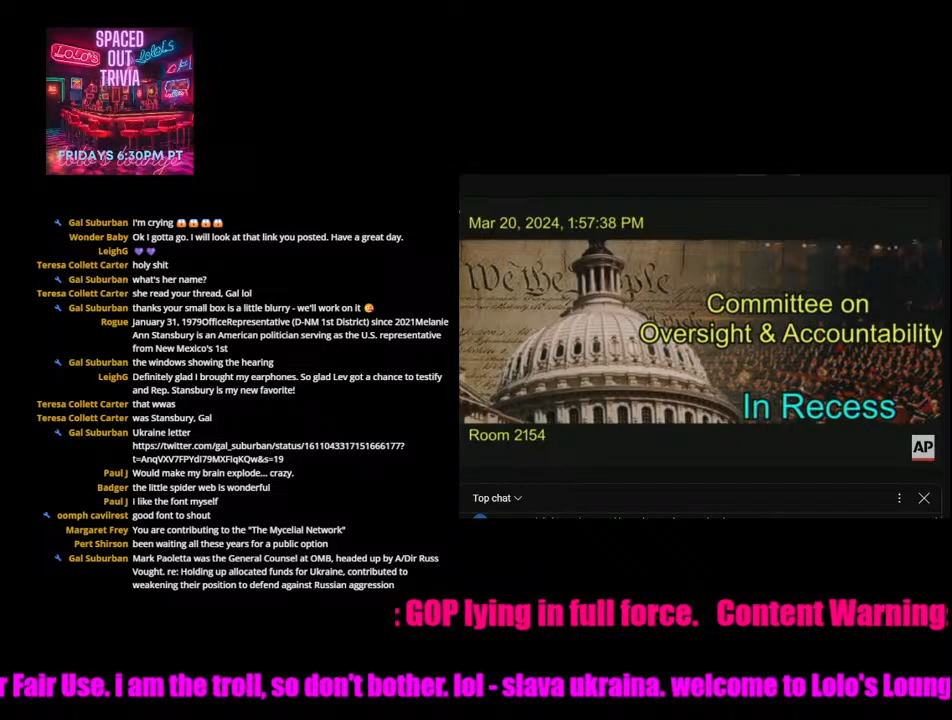 SPACED
OUT
TRIVIA
LOLO'S
lolo's
FRIDAYS 6:30PM PT
lolo's lounge
Gal Suburban I'm crying 😱😱😱😱
Wonder Baby Ok I gotta go. I will look at that link you posted. Have a great day.
LeighG 💜💜
Teresa Collett Carter holy shit
Gal Suburban what's her name?
Teresa Collett Carter she read your thread, Gal lol
Gal Suburban thanks your small box is a little blurry - we'll work on it 😘
Rogue January 31, 1979OfficeRepresentative (D-NM 1st District) since 2021Melanie
Ann Stansbury is an American politician serving as the U.S. representative
from New Mexico's 1st
Gal Suburban the windows showing the hearing
LeighG Definitely glad I brought my earphones. So glad Lev got a chance to testify
and Rep. Stansbury is my new favorite!
Teresa Collett Carter that wwas
Teresa Collett Carter was Stansbury, Gal
Gal Suburban Ukraine letter
https://twitter.com/gal_suburban/status/1611043317151666177?
t=AnqVXV7FPYdI79MXFIqKQw&s=19
Paul J Would make my brain explode... crazy.
Badger the little spider web is wonderful
Paul J I like the font myself
oomph cavilrest good font to shout
Margaret Frey You are contributing to the "The Mycelial Network"
Pert Shirson been waiting all these years for a public option
Gal Suburban Mark Paoletta was the General Counsel at OMB, headed up by A/Dir Russ
Vought. re: Holding up allocated funds for Ukraine, contributed to
weakening their position to defend against Russian aggression
Mar 20, 2024, 1:57:38 PM
We the People
Committee on
Oversight & Accountability
In Recess
Room 2154
AP
Top chat
: GOP lying in full force. Content Warning:
r Fair Use. i am the troll, so don't bother. lol - slava ukraina. welcome to Lolo's Loung